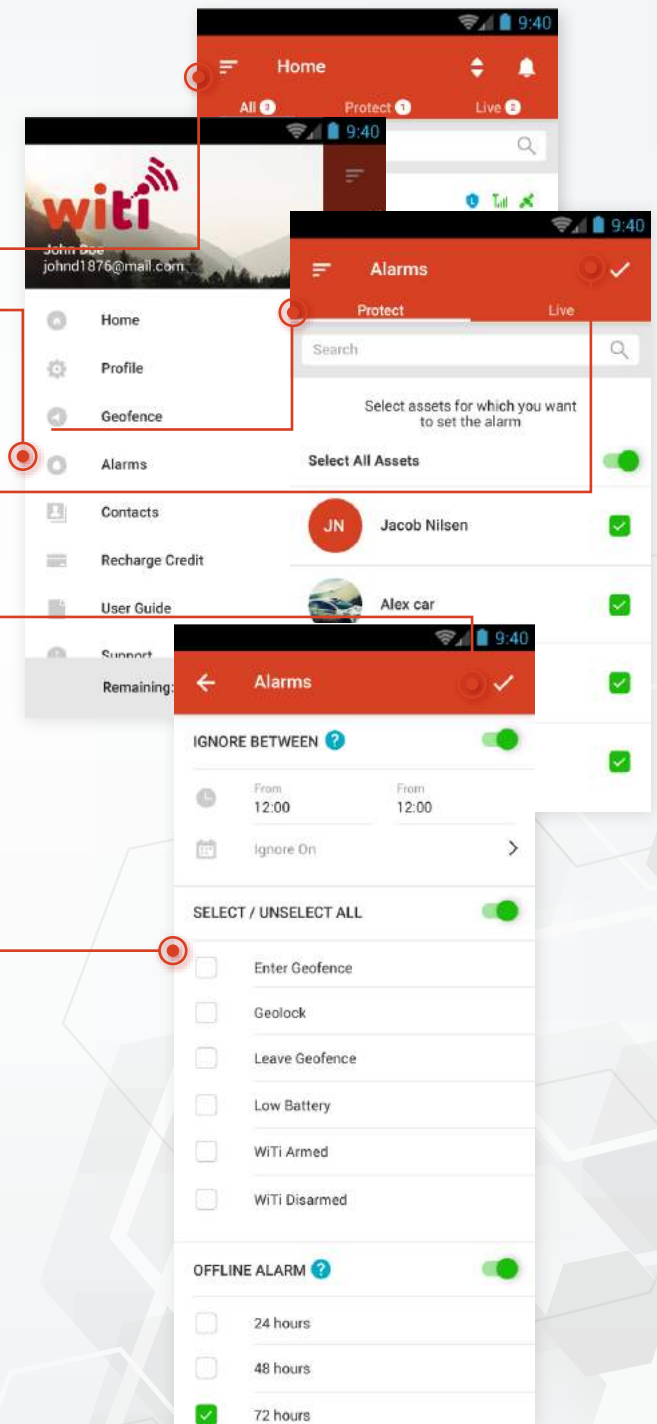 9:40
Home
All 3 Protect 1 Live 2
9:40
witi
John Doe
johnd1876@mail.com
Home
Profile
Geofence
Alarms
Contacts
Recharge Credit
User Guide
Support
Remaining:
9:40
Alarms
Protect Live
Search
Select assets for which you want
to set the alarm
Select All Assets
JN Jacob Nilsen
Alex car
9:40
Alarms
IGNORE BETWEEN ?
From From
12:00 12:00
Ignore On
SELECT / UNSELECT ALL
Enter Geofence
Geolock
Leave Geofence
Low Battery
WiTi Armed
WiTi Disarmed
OFFLINE ALARM ?
24 hours
48 hours
72 hours